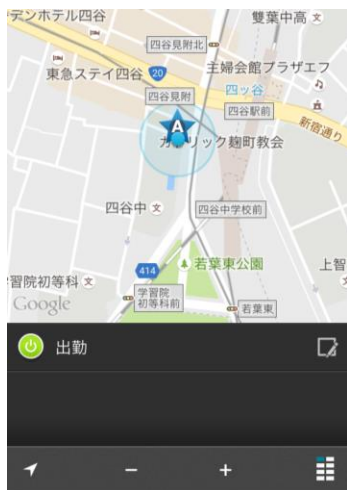 デンホテル四谷
雙葉中高
四谷見附北
東急ステイ四谷
20
主婦会館プラザエフ
四ッ谷
四谷見附
四谷駅前
新宿通り
A
カトリック麹町教会
四谷中
四谷中学校前
414
若葉東公園
上智
習院初等科
学習院
初等科前
若葉東
Google
出勤